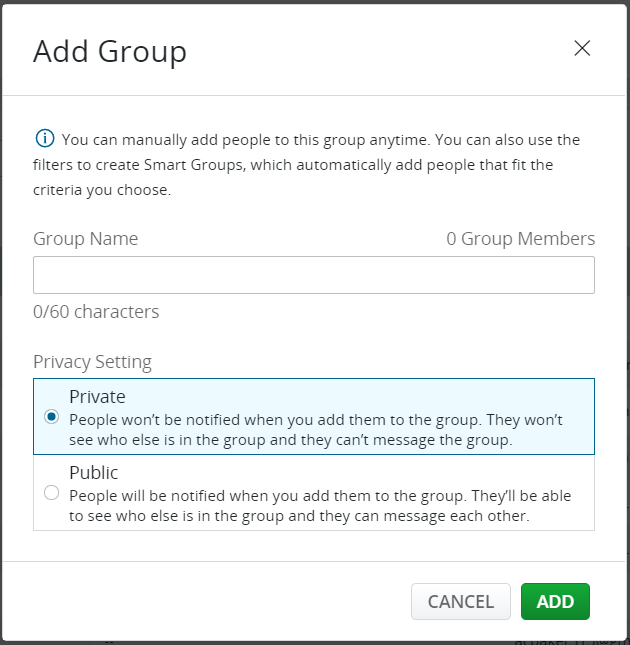 Add Group
You can manually add people to this group anytime. You can also use the
filters to create Smart Groups, which automatically add people that fit the
criteria you choose.
Group Name 0 Group Members
0/60 characters
Privacy Setting
Private
People won't be notified when you add them to the group. They won't
see who else is in the group and they can't message the group.
Public
People will be notified when you add them to the group. They'll be able
to see who else is in the group and they can message each other.
CANCEL ADD